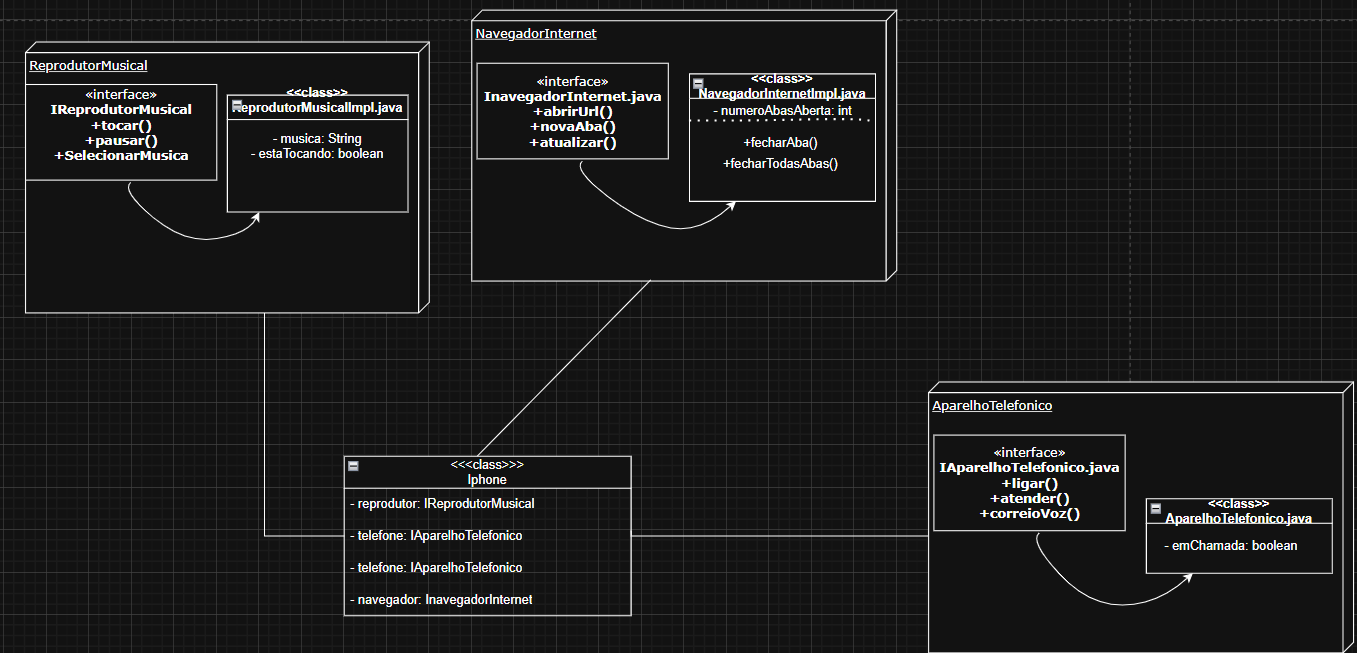 ReprodutorMusical
«interface»
IReprodutorMusical
+tocar()
+pausar()
+SelecionarMusica
<<class>>
ReprodutorMusicalImpl.java
- musica: String
- estaTocando: boolean
NavegadorInternet
«interface»
InavegadorInternet.java
+abrirUrl()
+novaAba()
+atualizar()
<<class>>
NavegadorInternetImpl.java
- numeroAbasAberta: int
+fecharAba()
+fecharTodasAbas()
<<<class>>>
Iphone
- reprodutor: IReprodutorMusical
- telefone: IAparelhoTelefonico
- telefone: IAparelhoTelefonico
- navegador: InavegadorInternet
AparelhoTelefonico
«interface»
IAparelhoTelefonico.java
+ligar()
+atender()
+correioVoz()
<<class>>
AparelhoTelefonico.java
- emChamada: boolean